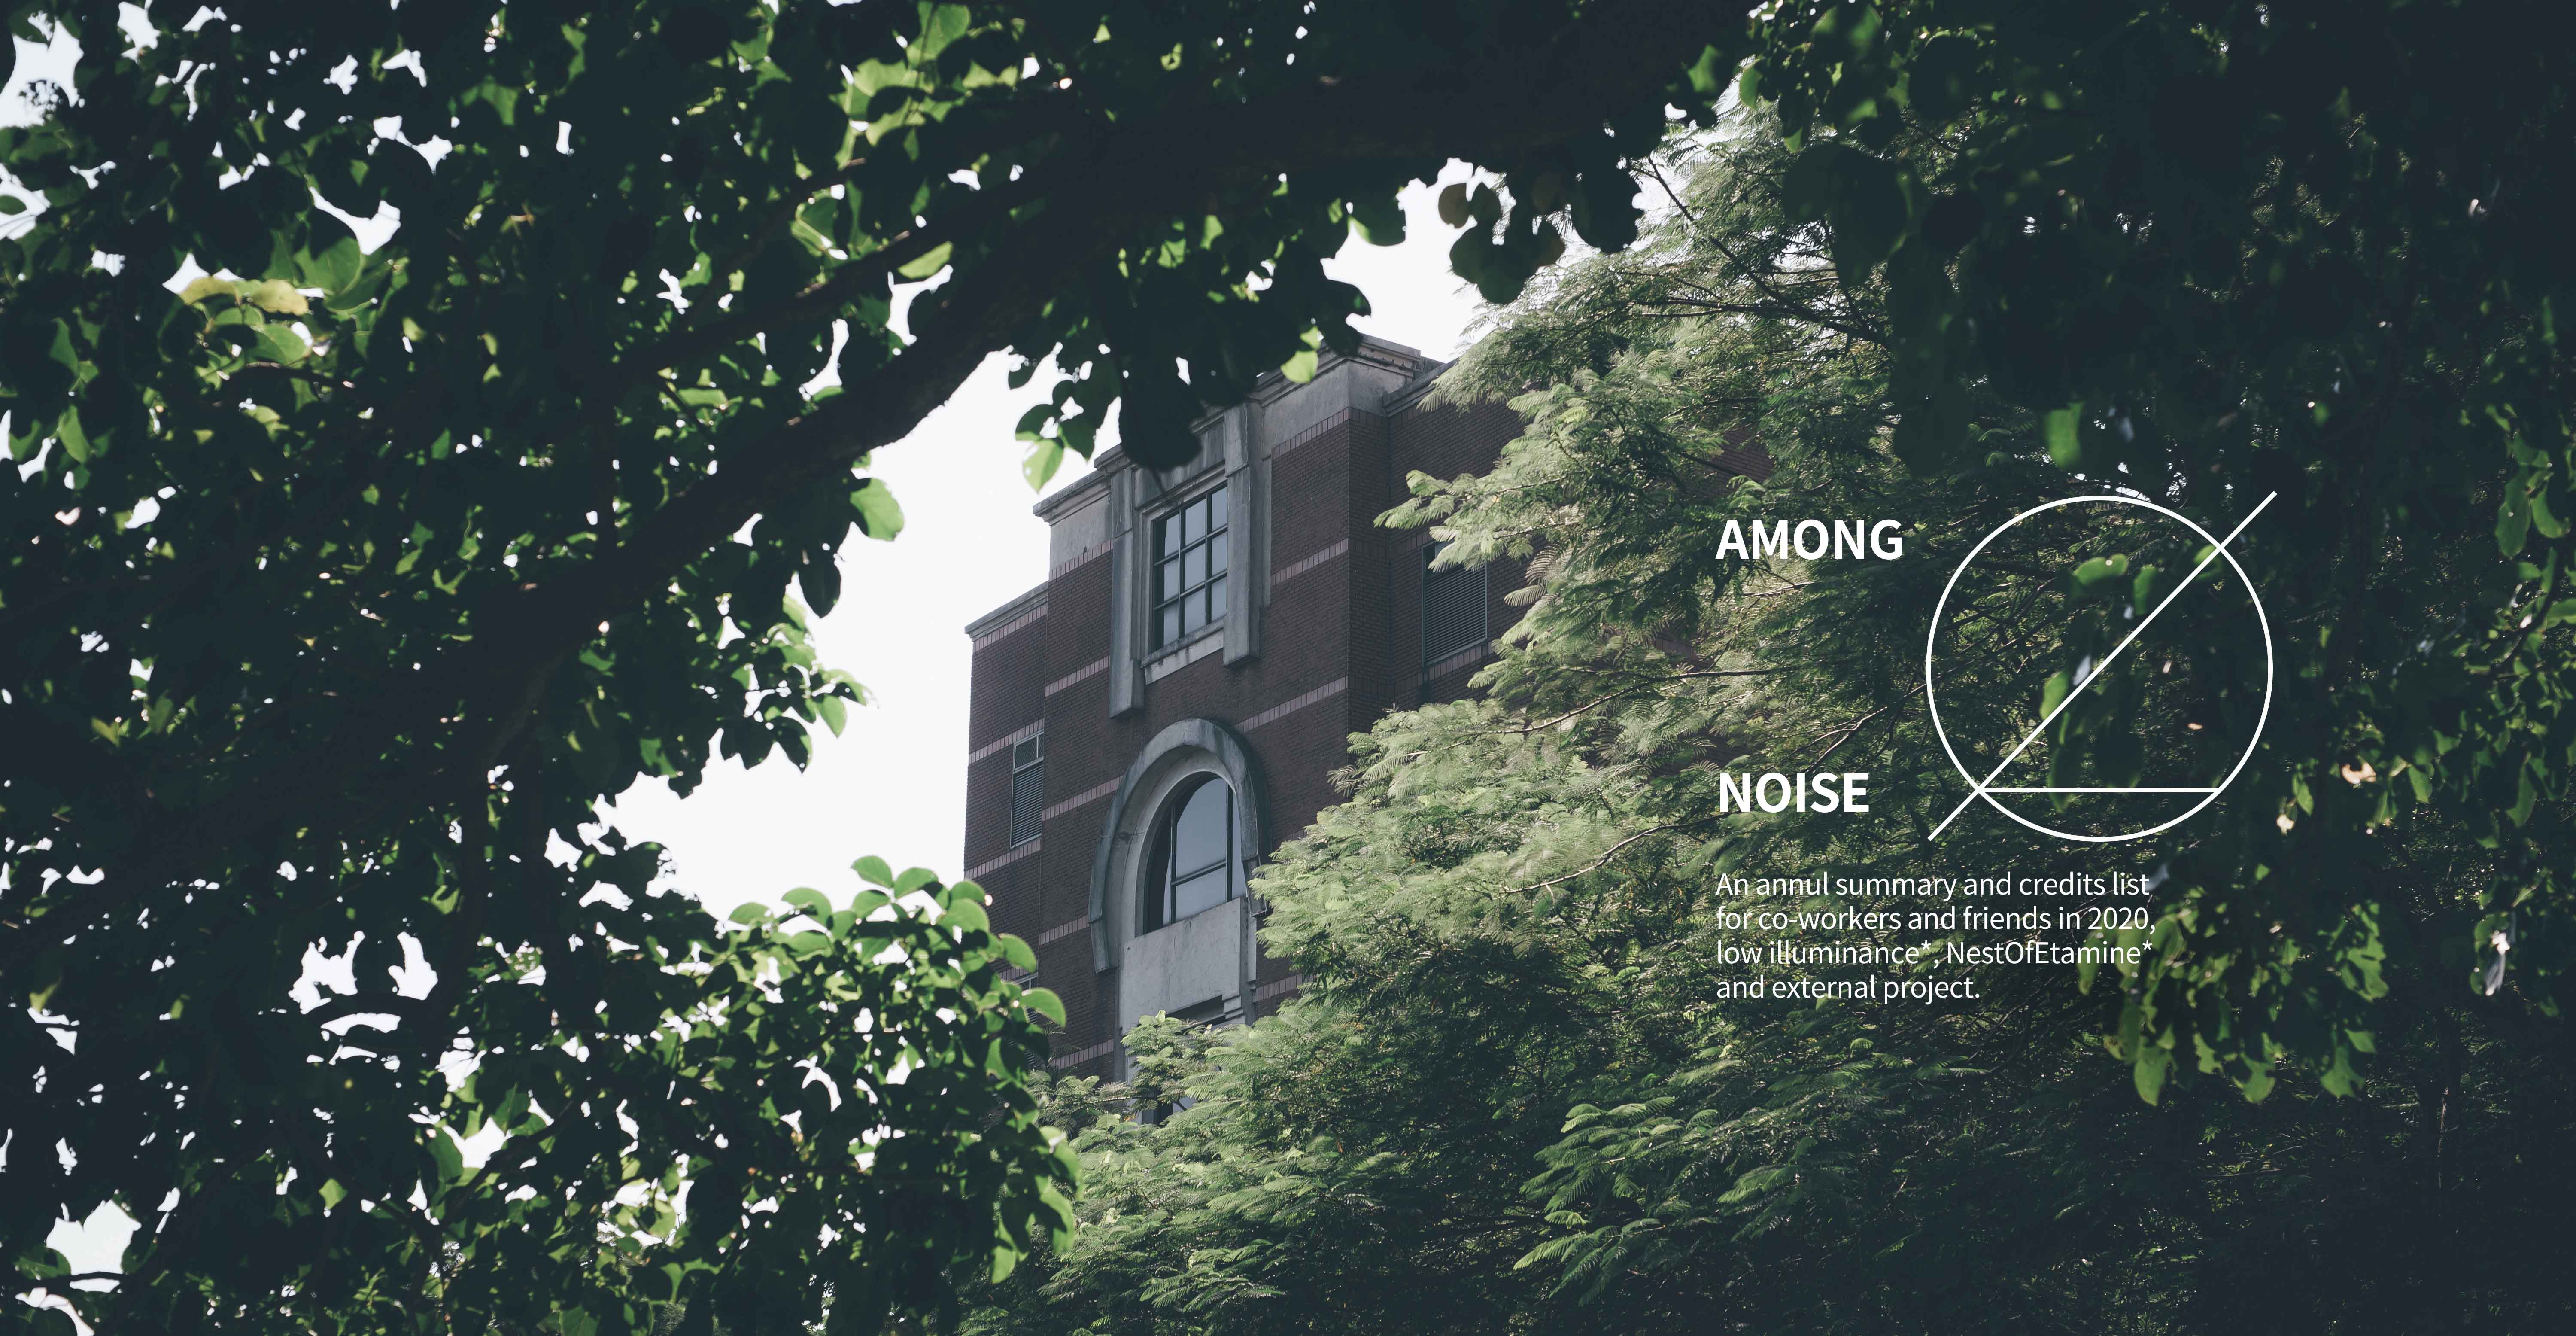 AMONG
NOISE
An annul summary and credits list
for co-workers and friends in 2020,
low illuminance*, NestOfEtamine*
and external project.